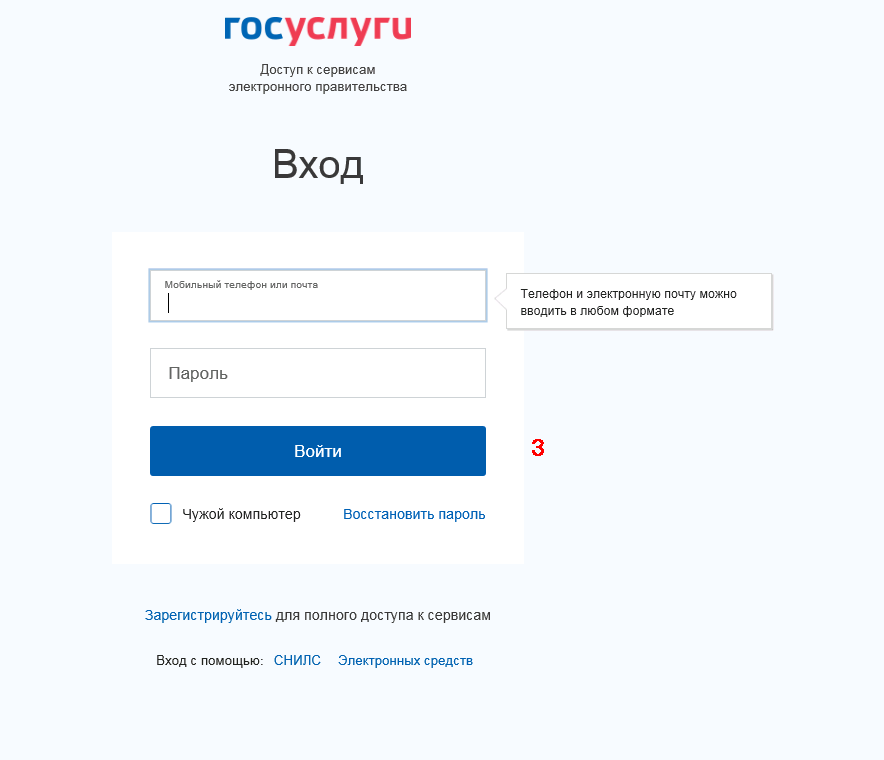 госуслуги
Доступ к сервисам
электронного правительства
Вход
Мобильный телефон или почта
Телефон и электронную почту можно
вводить в любом формате
Пароль
Войти
3
Чужой компьютер Восстановить пароль
Зарегистрируйтесь для полного доступа к сервисам
Вход с помощью: СНИЛС Электронных средств